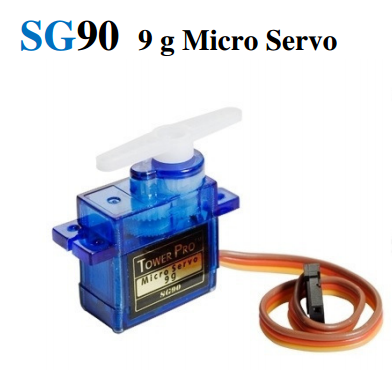 SG90 9 g Micro Servo
TOWER PRO
Micro Servo
9g
SG90